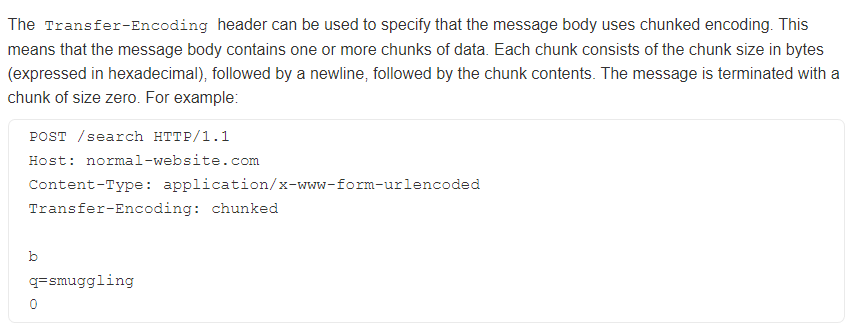 The Transfer-Encoding header can be used to specify that the message body uses chunked encoding. This
means that the message body contains one or more chunks of data. Each chunk consists of the chunk size in bytes
(expressed in hexadecimal), followed by a newline, followed by the chunk contents. The message is terminated with a
chunk of size zero. For example:
POST /search HTTP/1.1
Host: normal-website.com
Content-Type: application/x-www-form-urlencoded
Transfer-Encoding: chunked

b
q=smuggling
0